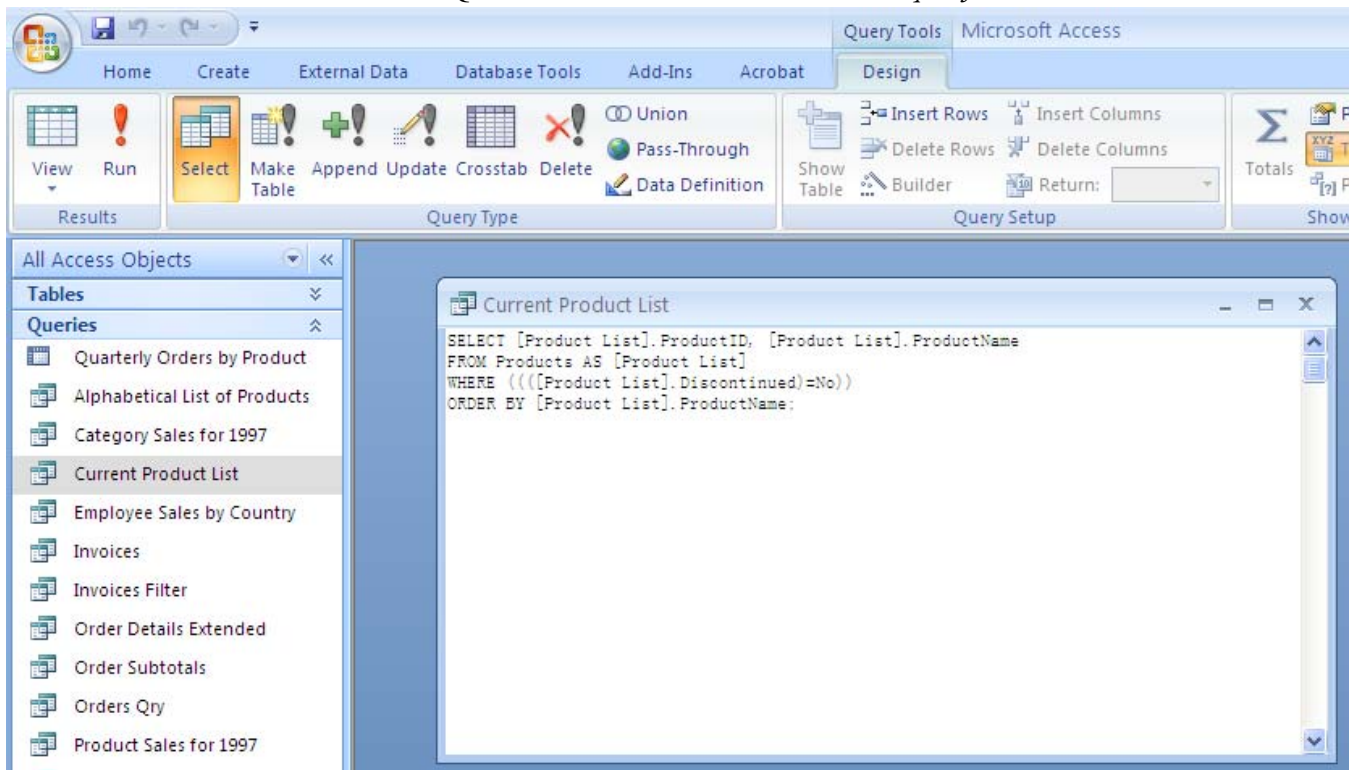 Query Tools Microsoft Access
Home Create External Data Database Tools Add-Ins Acrobat Design
View
Run
Select
Make
Table
Append
Update
Crosstab
Delete
Union
Pass-Through
Data Definition
Show
Table
Insert Rows
Delete Rows
Builder
Insert Columns
Delete Columns
Return:
Totals
Results
Query Type
Query Setup
Show
All Access Objects
Tables
Queries
Quarterly Orders by Product
Alphabetical List of Products
Category Sales for 1997
Current Product List
Employee Sales by Country
Invoices
Invoices Filter
Order Details Extended
Order Subtotals
Orders Qry
Product Sales for 1997
Current Product List
SELECT [Product List].ProductID, [Product List].ProductName
FROM Products AS [Product List]
WHERE ((([Product List].Discontinued)=No))
ORDER BY [Product List].ProductName;